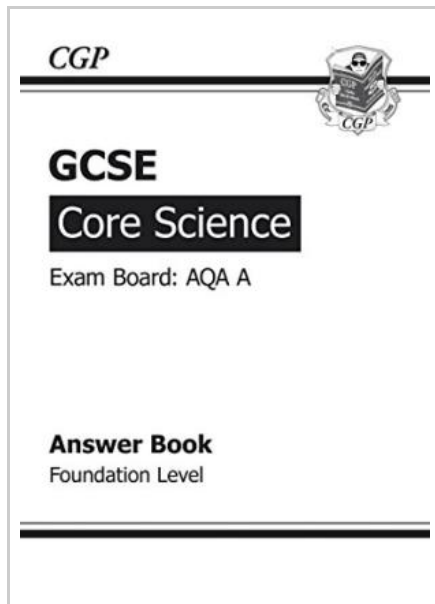 CGP
CGP
GCSE
Core Science
Exam Board: AQA A
Answer Book
Foundation Level